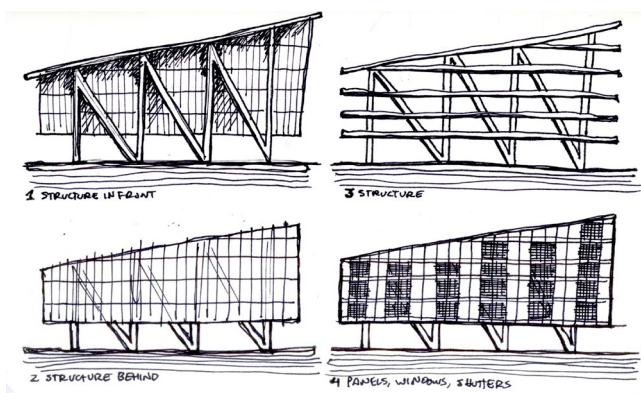 1 STRUCTURE IN FRONT
3 STRUCTURE
2 STRUCTURE BEHIND
4 PANELS, WINDOWS, SHUTTERS